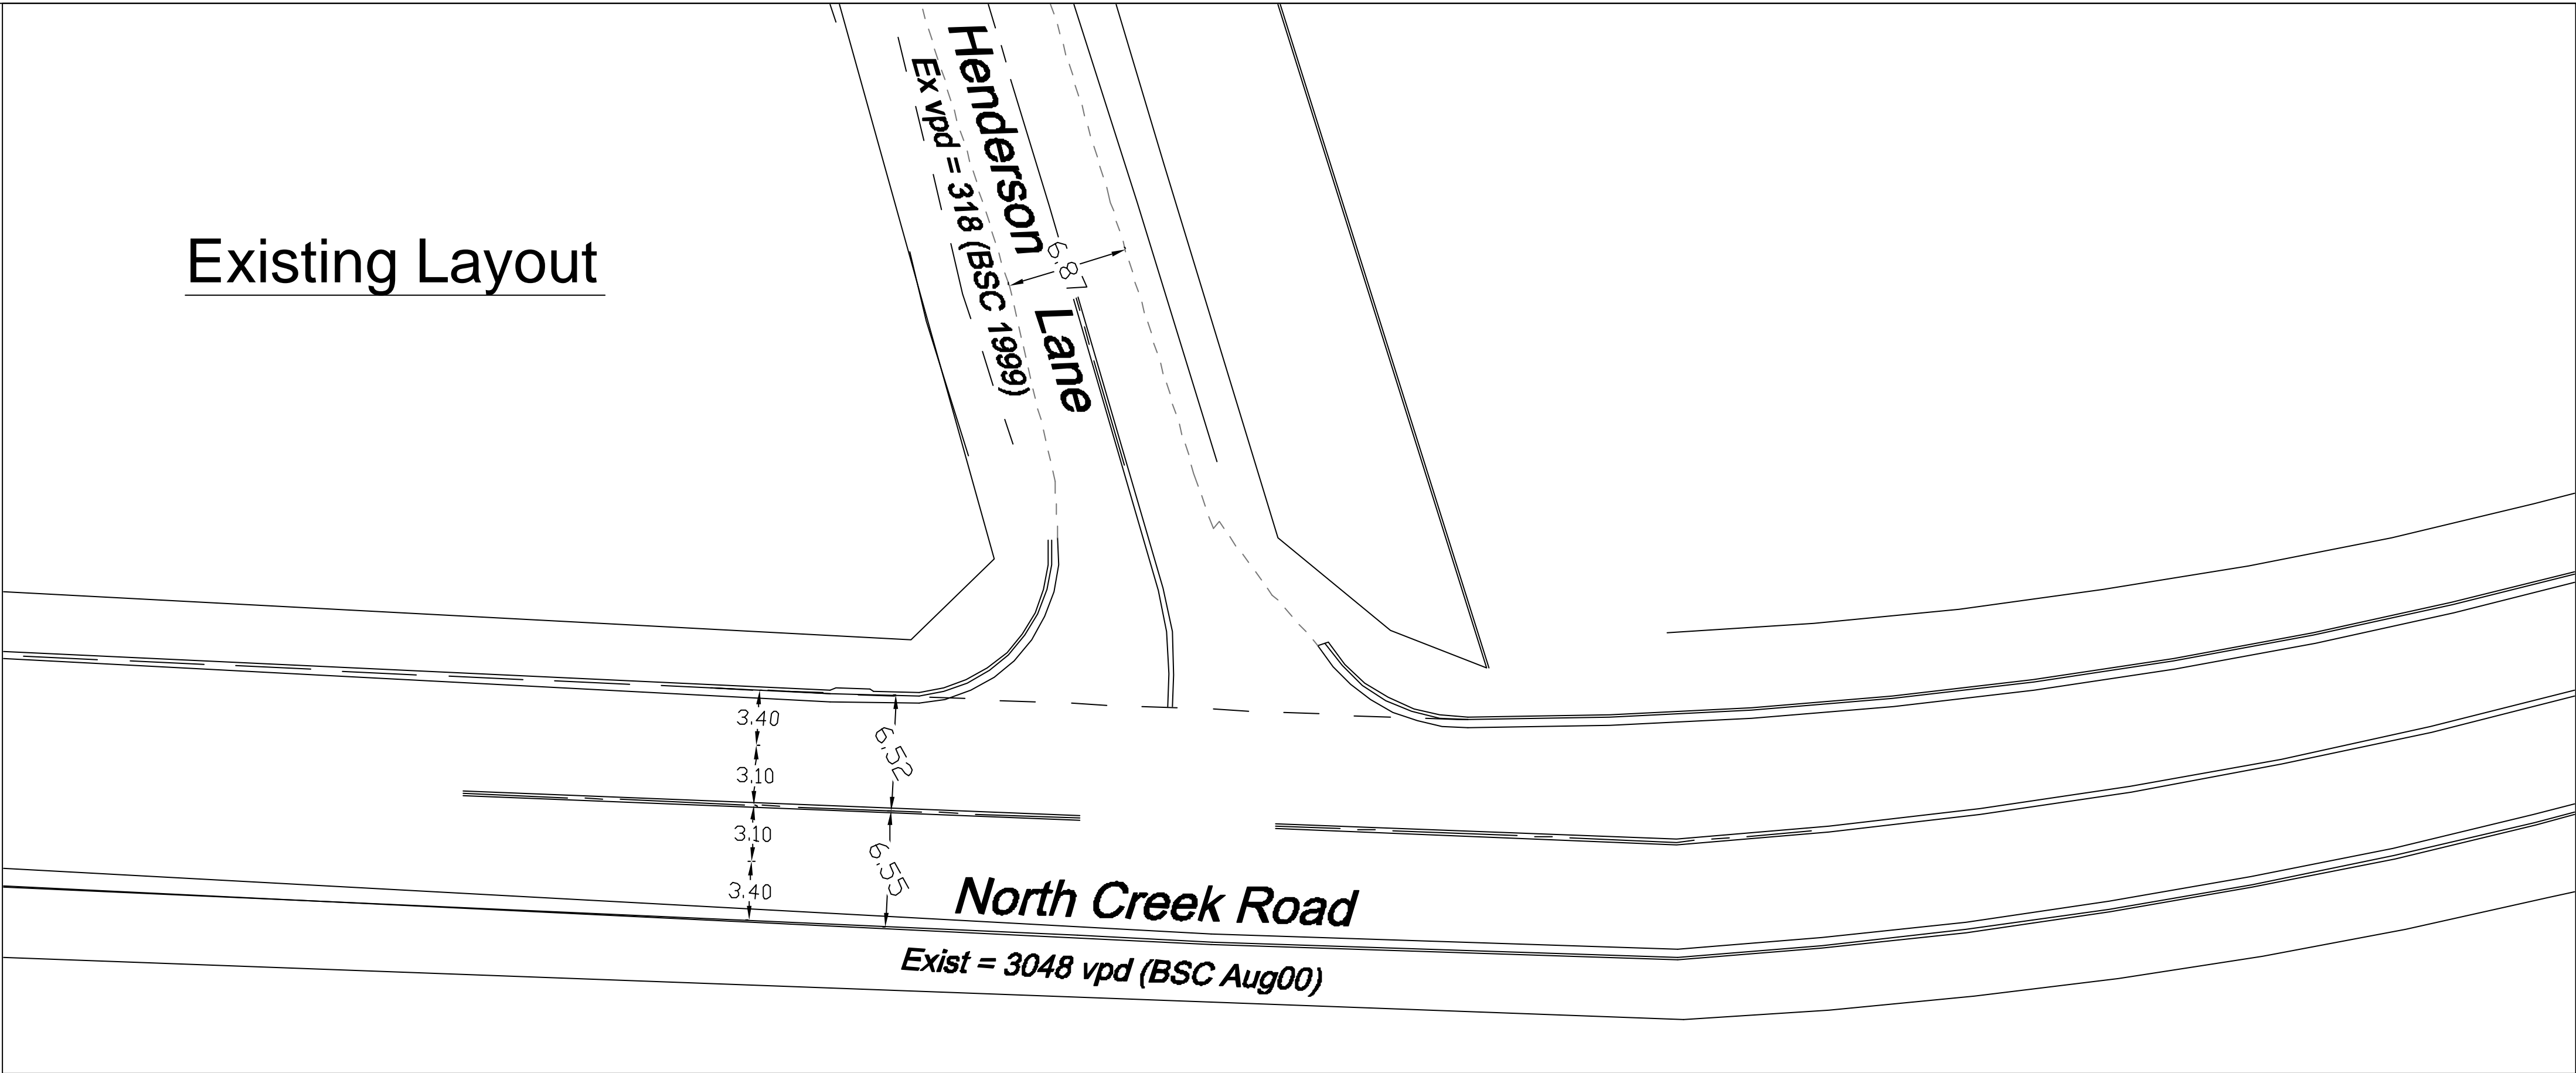 Existing Layout
Henderson Lane
Ex vpd = 318 (BSC 1999)
6.87
3.40
3.10
3.10
3.40
6.52
6.55
North Creek Road
Exist = 3048 vpd (BSC Aug00)